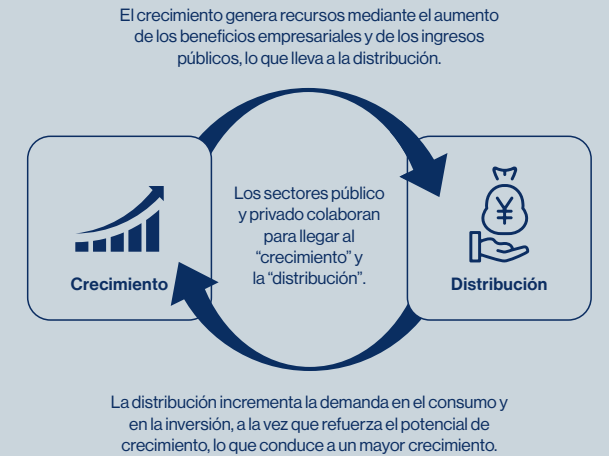 El crecimiento genera recursos mediante el aumento
de los beneficios empresariales y de los ingresos
públicos, lo que lleva a la distribución.
Los sectores público
y privado colaboran
para llegar al
“crecimiento” y
la “distribución”.
¥
Crecimiento
Distribución
La distribución incrementa la demanda en el consumo y
en la inversión, a la vez que refuerza el potencial de
crecimiento, lo que conduce a un mayor crecimiento.